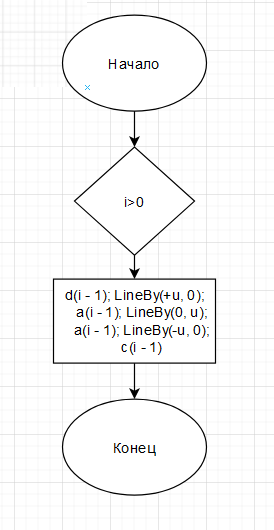 Начало
i>0
d(i - 1); LineBy(+u, 0);
a(i - 1); LineBy(0, u);
a(i - 1); LineBy(-u, 0);
c(i - 1)
Конец